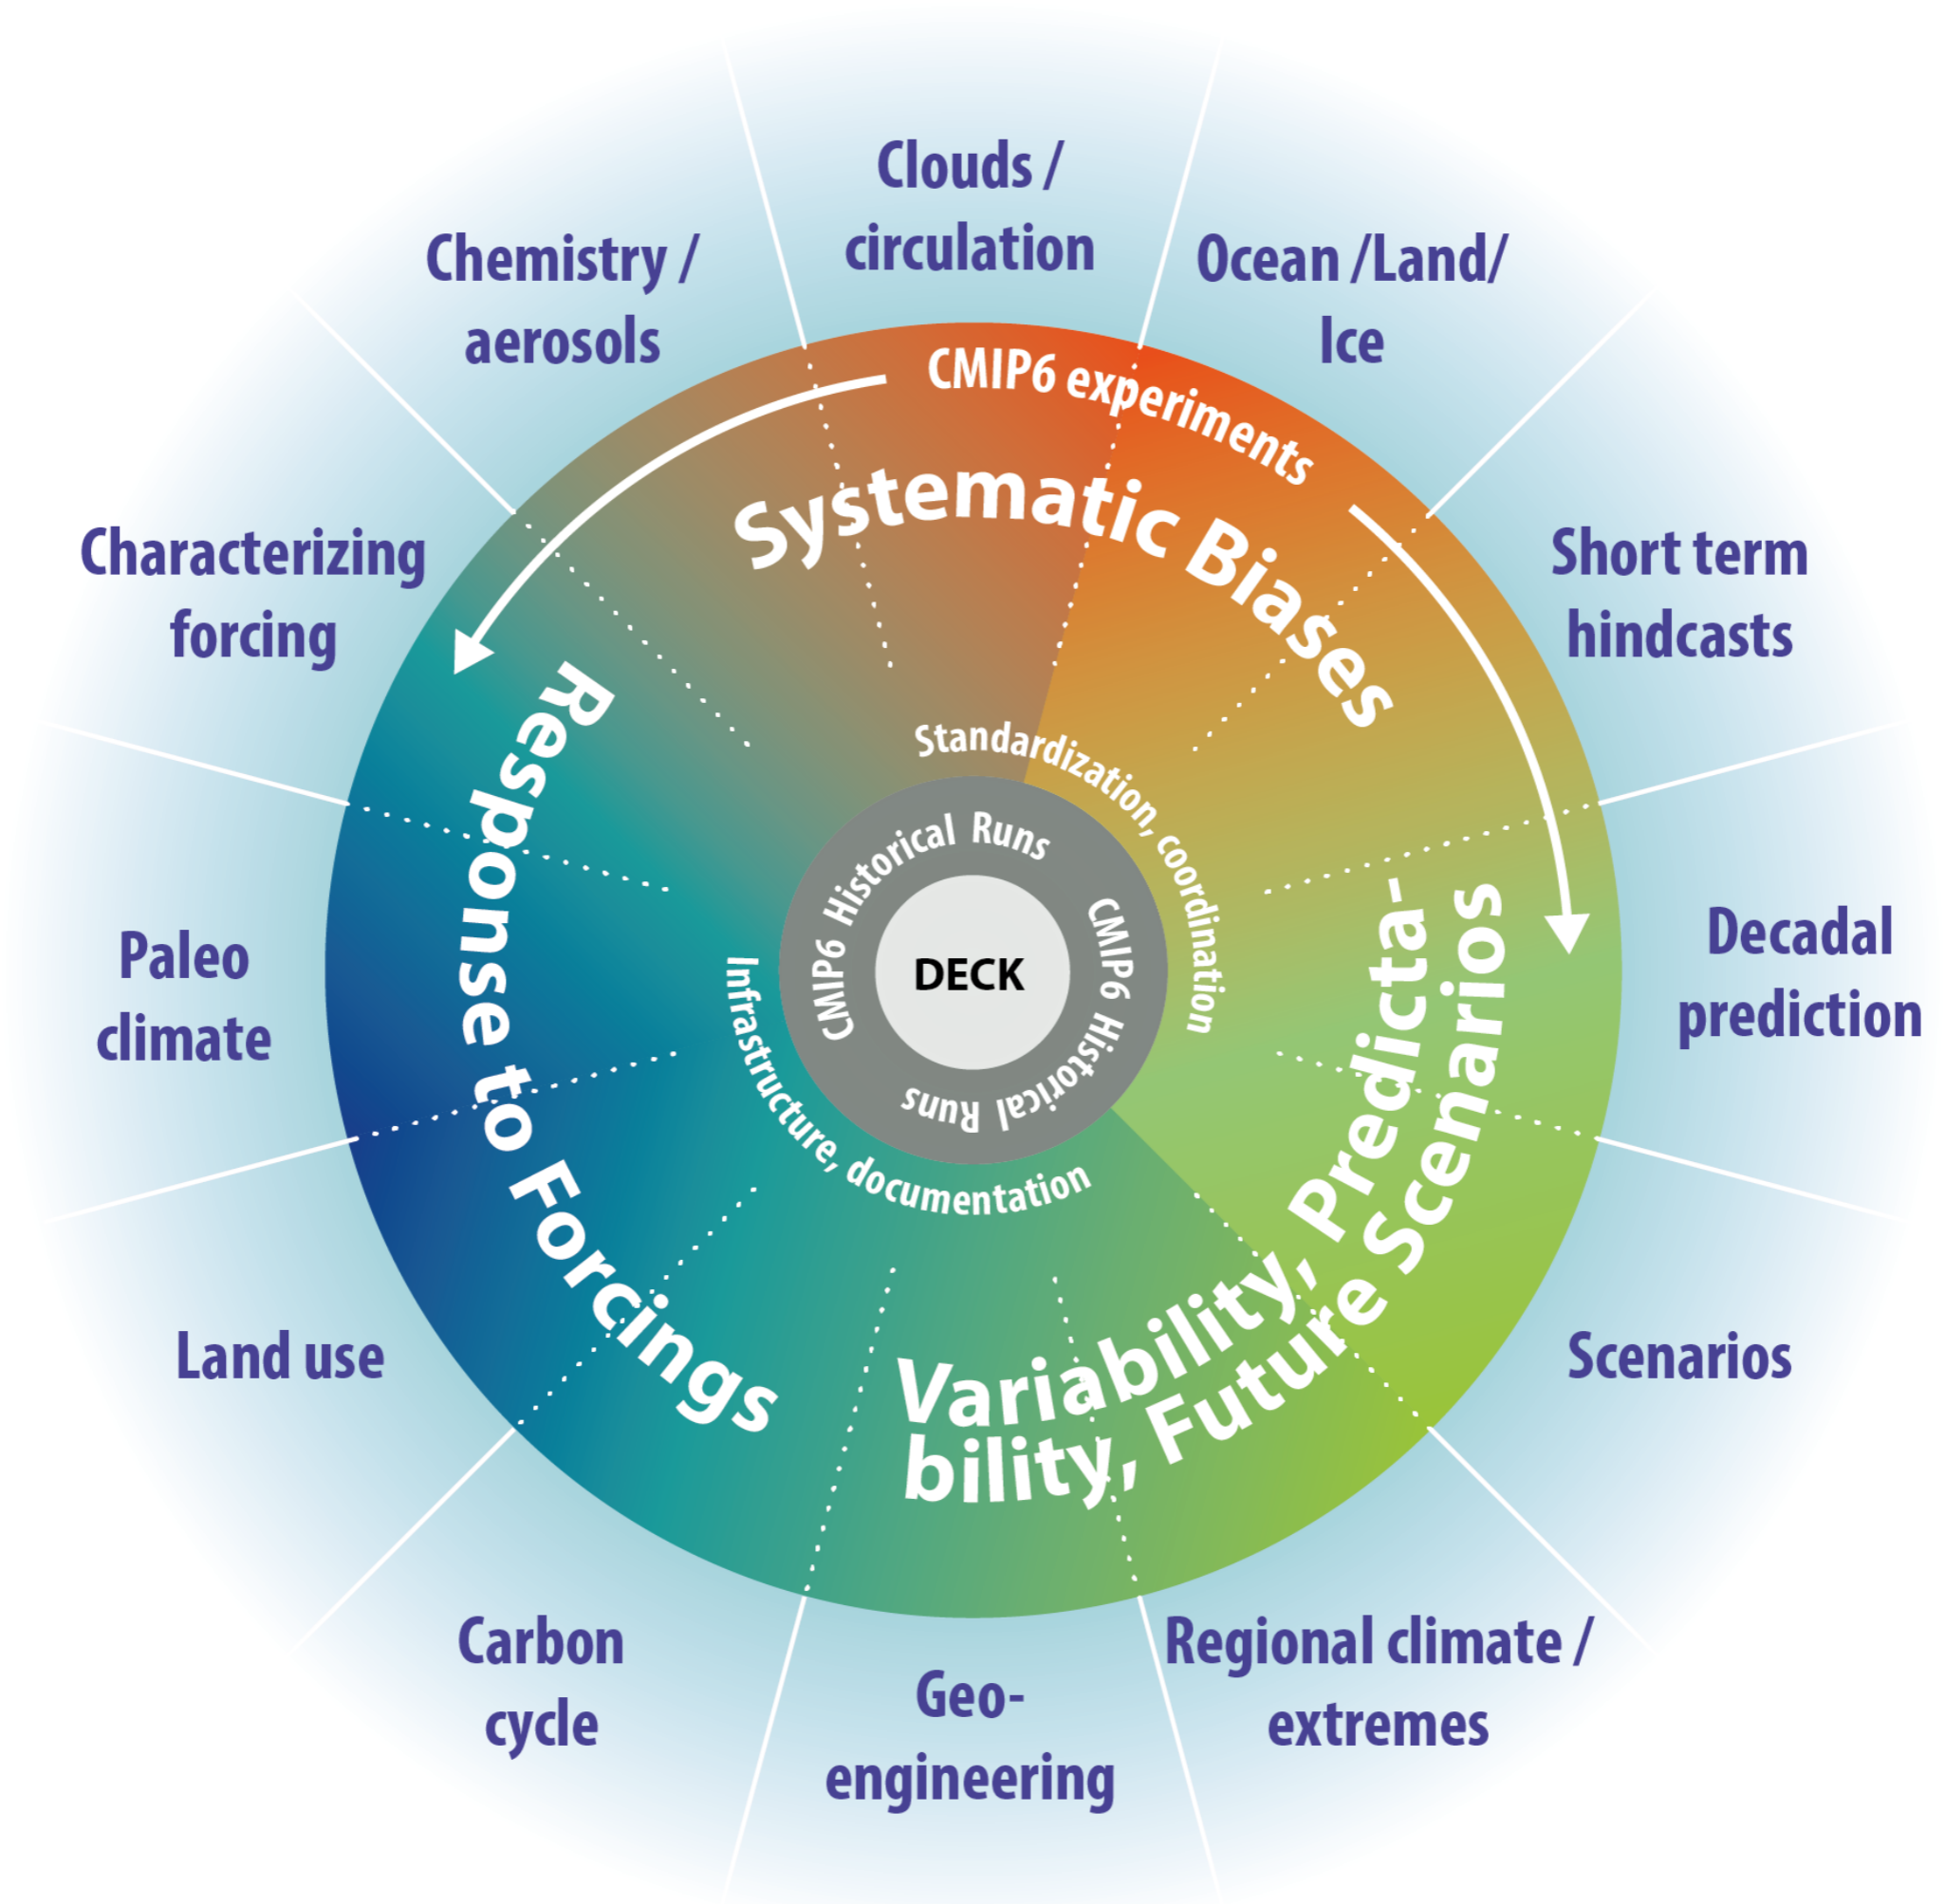 Clouds /
circulation
Ocean /Land/
Ice
Short term
hindcasts
Decadal
prediction
Scenarios
Regional climate /
extremes
Geo-
engineering
Carbon
cycle
Land use
Paleo
climate
Characterizing
forcing
Chemistry /
aerosols
CMIP6 experiments
Systematic Biases
Variability, Predicta-
bility, Future Scenarios
Response to Forcings
Standardization, coordination
Infrastructure, documentation
CMIP6 Historical Runs
CMIP6 Historical Runs
DECK